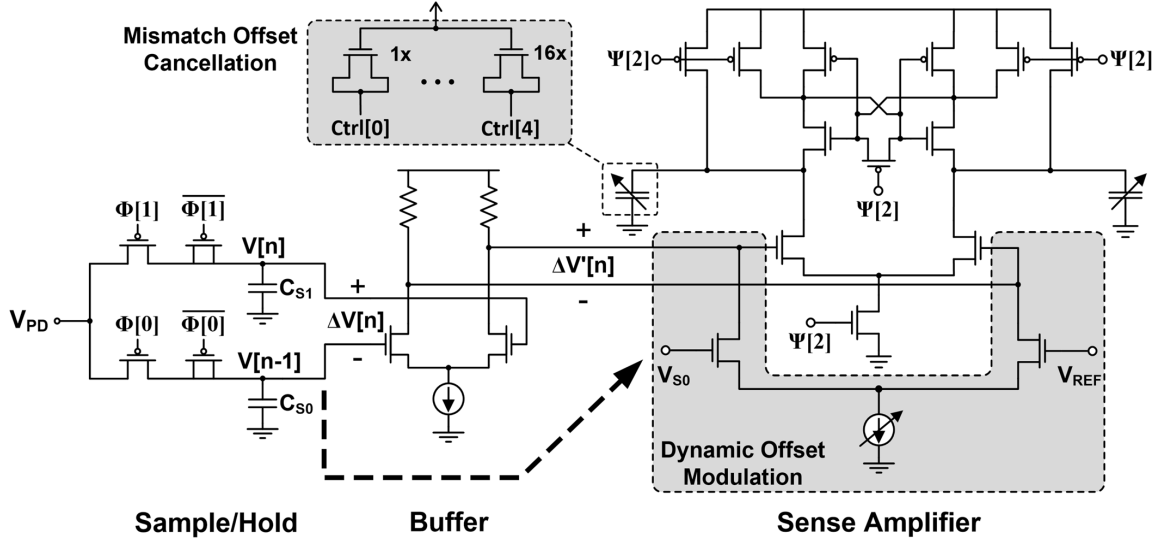 Mismatch Offset
Cancellation
1x
16x
• • •
Ctrl[0]
Ctrl[4]
Ψ[2]
Ψ[2]
Ψ[2]
Φ[1]
Φ[1]
V[n]
C_S1
V_PD
Φ[0]
Φ[0]
V[n-1]
C_S0
+
ΔV[n]
-
+
ΔV'[n]
-
Ψ[2]
V_S0
V_REF
Dynamic Offset
Modulation
Sample/Hold
Buffer
Sense Amplifier